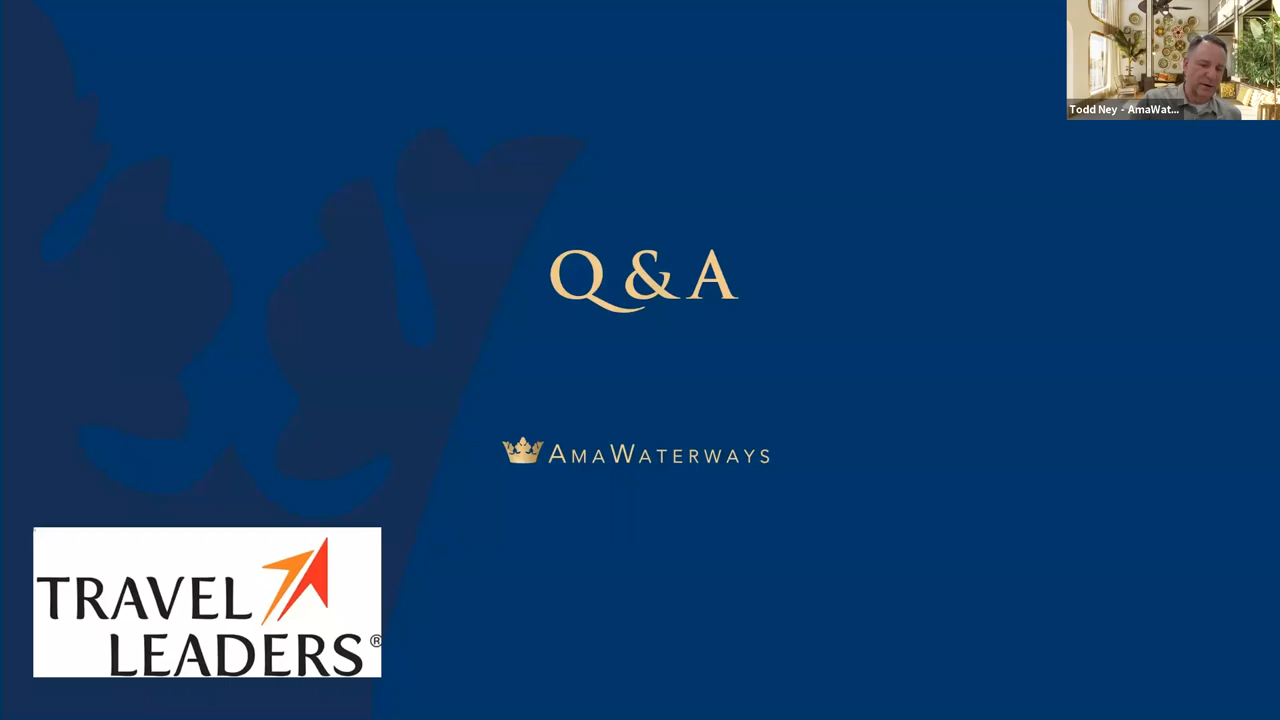 Todd Ney - AmaWat...
Q & A
AMAWATERWAYS
TRAVEL
LEADERS®